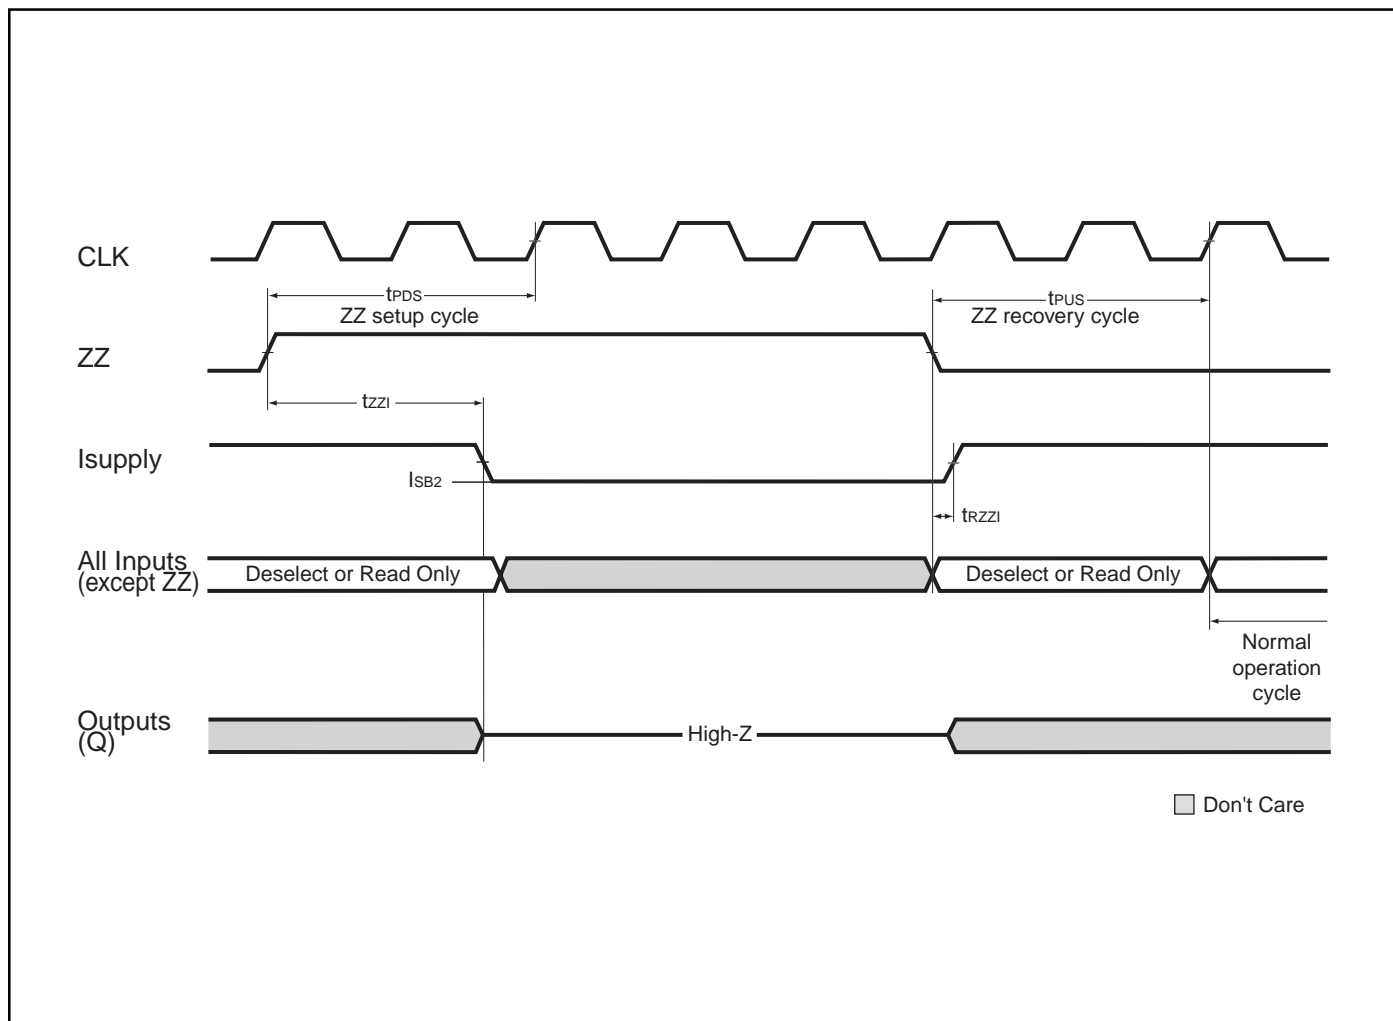 CLK
tPDS
ZZ setup cycle
tPUS
ZZ recovery cycle
ZZ
tZZI
Isupply
ISB2
tRZZI
All Inputs
(except ZZ)
Deselect or Read Only
Deselect or Read Only
Normal
operation
cycle
Outputs
(Q)
High-Z
Don't Care